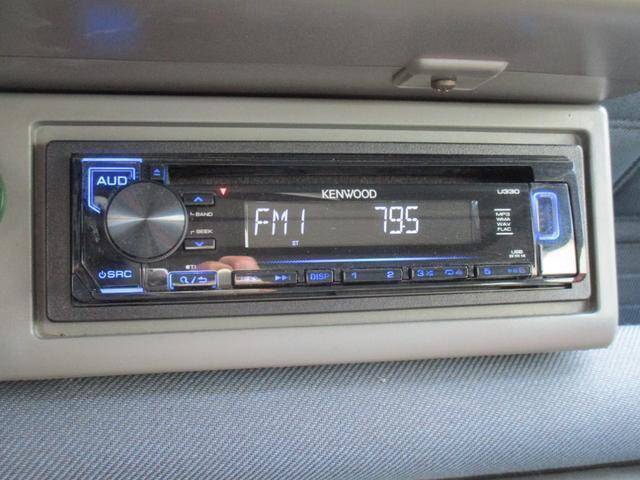 AUD
KENWOOD
U330
BAND
SEEK
FM1 79.5
ST
MP3
WMA
WAV
FLAC
USB
SRC
DISP
1
2
3
5